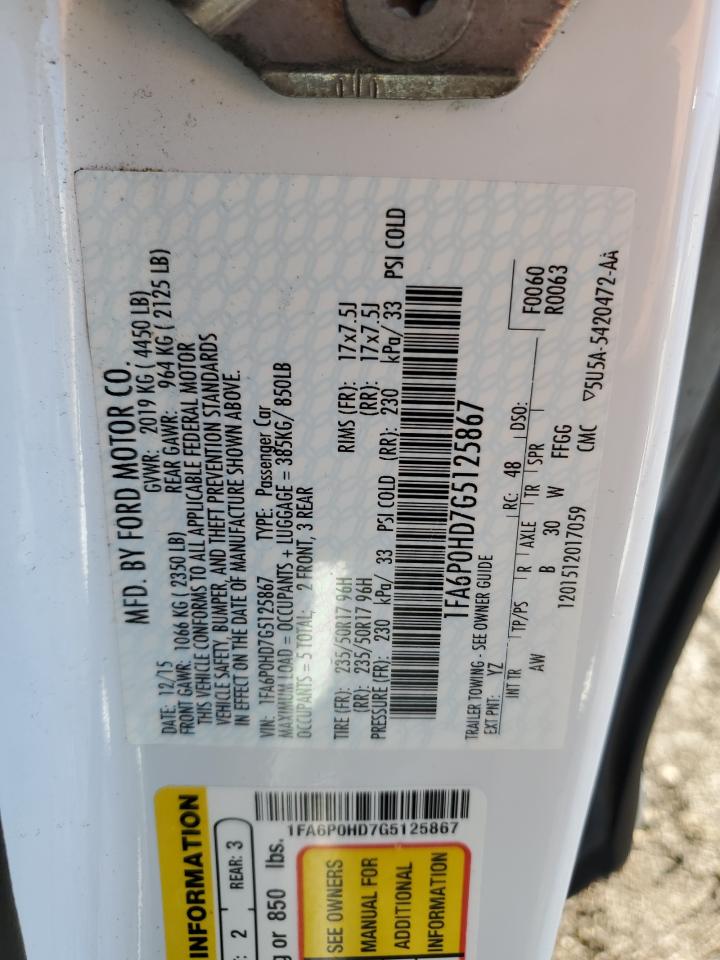 MFD. BY FORD MOTOR CO.
DATE: 12/15 GVWR: 2019 KG ( 4450 LB)
FRONT GAWR: 1066 KG ( 2350 LB) REAR GAWR: 964 KG ( 2125 LB)
THIS VEHICLE CONFORMS TO ALL APPLICABLE FEDERAL MOTOR
VEHICLE SAFETY, BUMPER, AND THEFT PREVENTION STANDARDS
IN EFFECT ON THE DATE OF MANUFACTURE SHOWN ABOVE.
VIN: 1FA6P0HD7G5125867 TYPE: Passenger Car
MAXIMUM LOAD = OCCUPANTS + LUGGAGE = 385KG/ 850LB
OCCUPANTS = 5 TOTAL: 2 FRONT, 3 REAR
TIRE (FR): 235/50R17 96H RIMS (FR): 17x7.5J
(RR): 235/50R17 96H (RR): 17x7.5J
PRESSURE (FR): 230 kPa/ 33 PSI COLD (RR): 230 kPa/ 33 PSI COLD
1FA6P0HD7G5125867
TRAILER TOWING - SEE OWNER GUIDE
EXT PNT: YZ RC: 48 DSO: F0060
R0063
INT TR TP/PS R AXLE TR SPR
AW B 30 W FFGG
1201512017059 CMC ▽5U5A-5420472-AA
1FA6P0HD7G5125867
INFORMATION
2 REAR: 3
or 850 lbs.
SEE OWNERS
MANUAL FOR
ADDITIONAL
INFORMATION